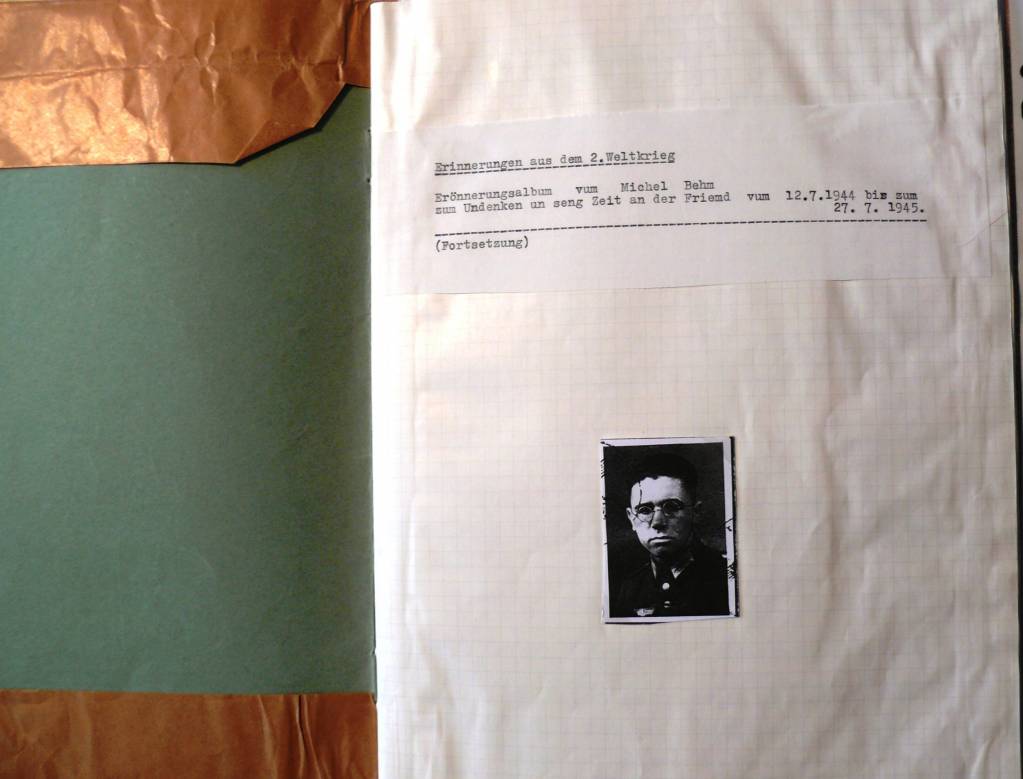 Erinnerungen aus dem 2.Weltkrieg
Erönnerungsalbum vum Michel Behm
zum Undenken un seng Zeit an der Friemd vum 12.7.1944 bis zum
27. 7. 1945.
(Fortsetzung)